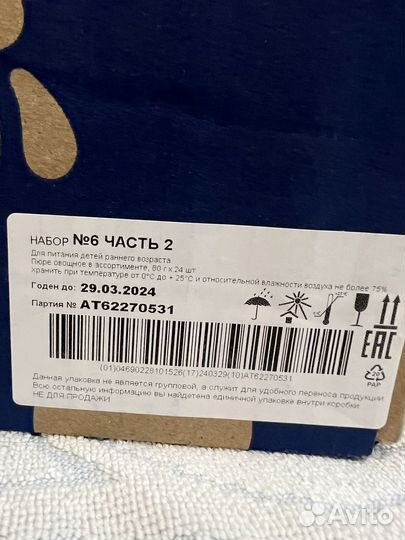 НАБОР №6 ЧАСТЬ 2
Для питания детей раннего возраста
Пюре овощное в ассортименте, 80 г х 24 шт
Хранить при температуре от 0°С до + 25°С и относительной влажности воздуха не более 75%
Годен до: 29.03.2024
Партия № АТ62270531
EAC
20
PAP
(01)04690228101526(17)240329(10)AT62270531
Данная упаковка не является групповой, а служит для удобного переноса продукции
Всю остальную информацию вы найдете на единичной упаковке внутри коробки
НЕ ДЛЯ ПРОДАЖИ
Avito